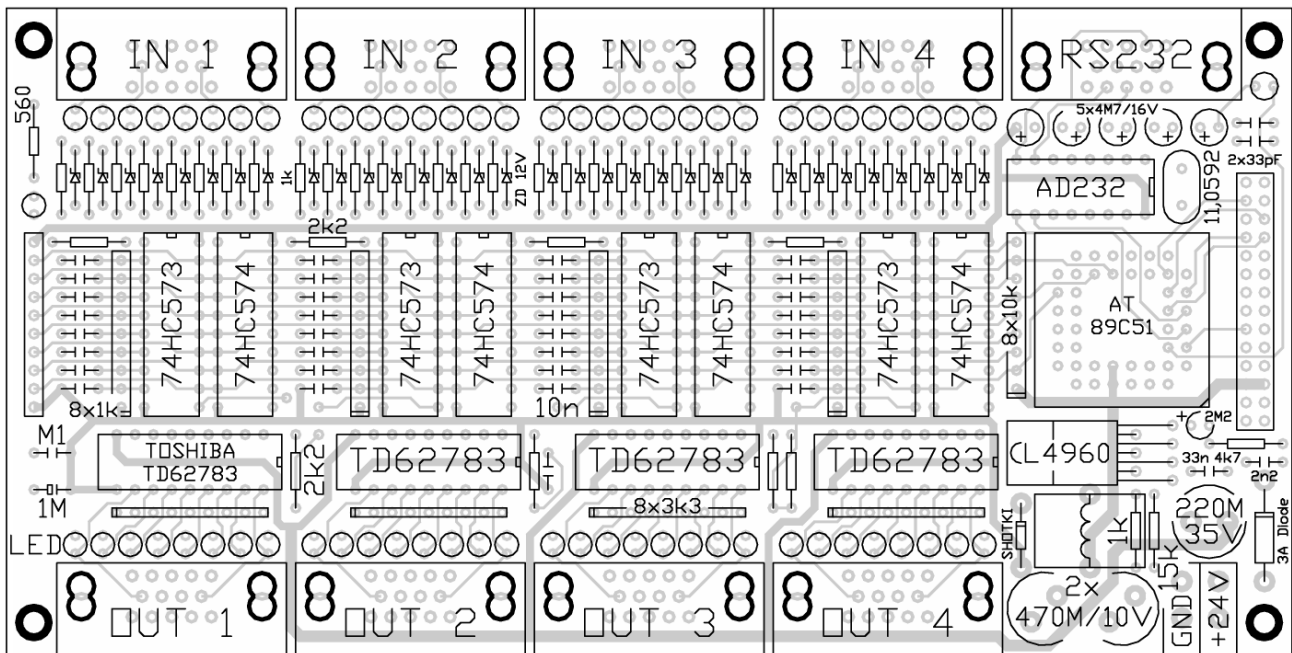 IN 1
IN 2
IN 3
IN 4
RS232
560
5x4M7/16V
2x33pF
1k
ZD 12V
AD232
11,0592
2k2
74HC573
74HC574
74HC573
74HC574
74HC573
74HC574
74HC573
74HC574
8x10k
AT
89C51
8x1k
10n
M1
TOSHIBA
TD62783
2k2
TD62783
TD62783
TD62783
CL4960
2M2
33n
4k7
2n2
1M
8x3k3
SHOTKI
1k
15k
220M
35V
3A Diode
LED
OUT 1
OUT 2
OUT 3
OUT 4
2x
470M/10V
GND
+24V